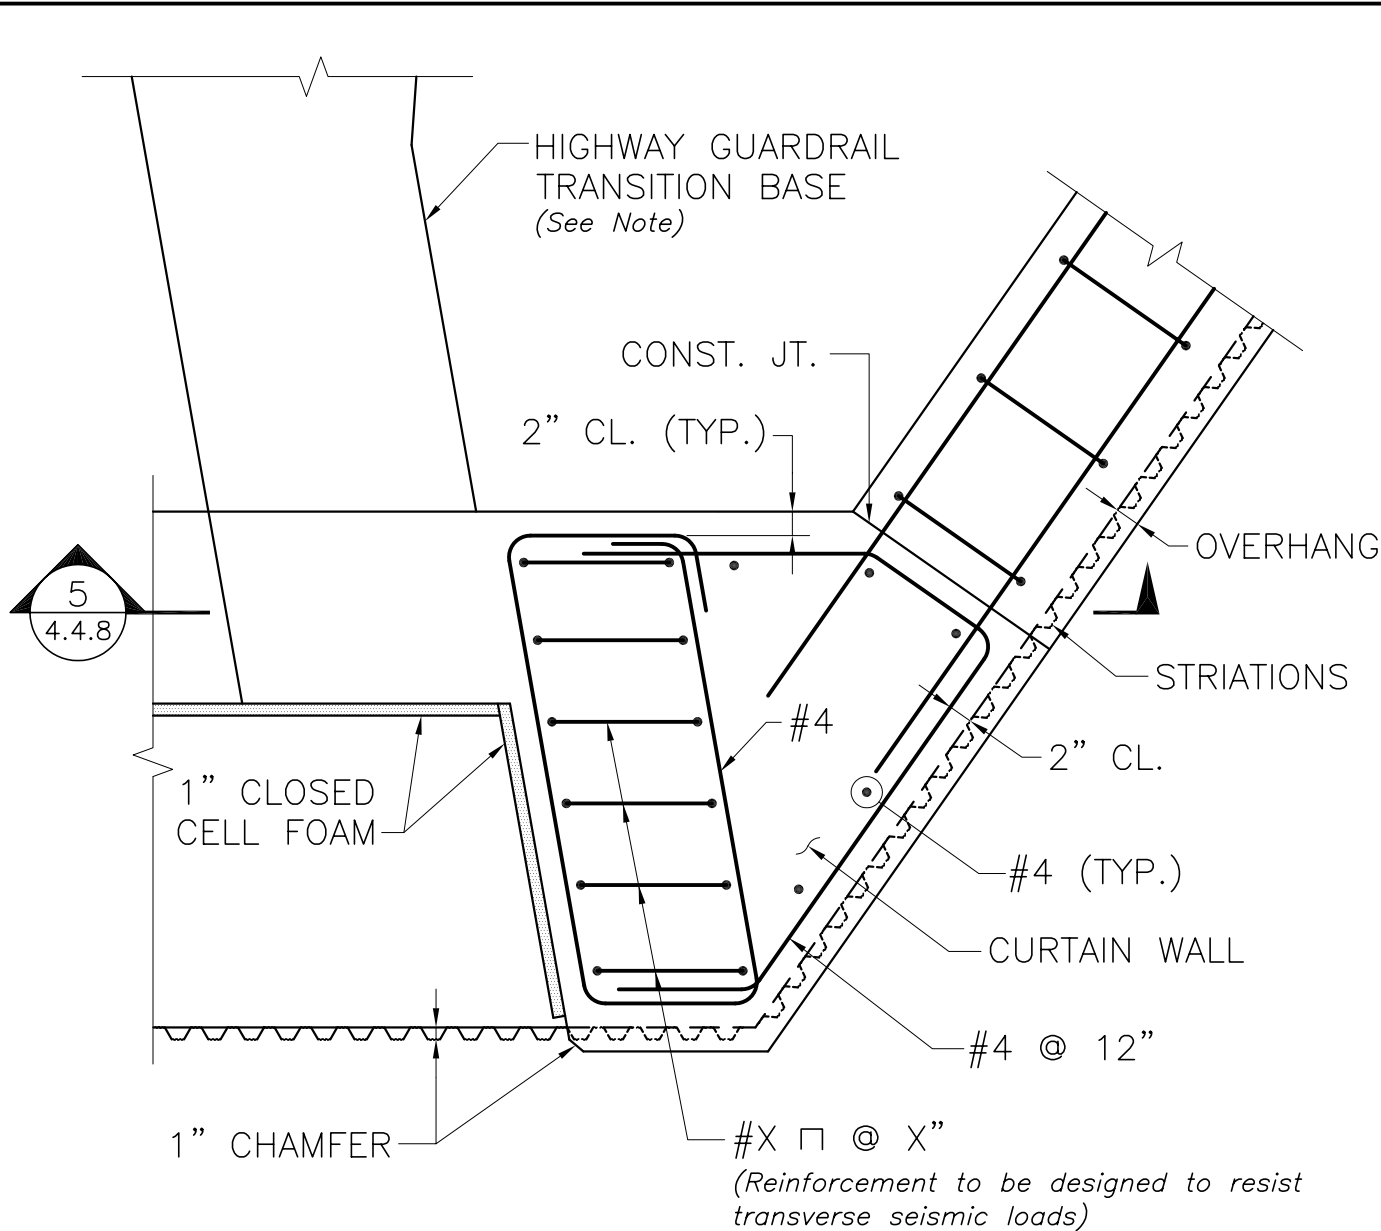 HIGHWAY GUARDRAIL
TRANSITION BASE
(See Note)
CONST. JT.
2" CL. (TYP.)
OVERHANG
5
4.4.8
STRIATIONS
#4
2" CL.
1" CLOSED
CELL FOAM
#4 (TYP.)
CURTAIN WALL
#4 @ 12"
1" CHAMFER
#X ⊓ @ X"
(Reinforcement to be designed to resist
transverse seismic loads)